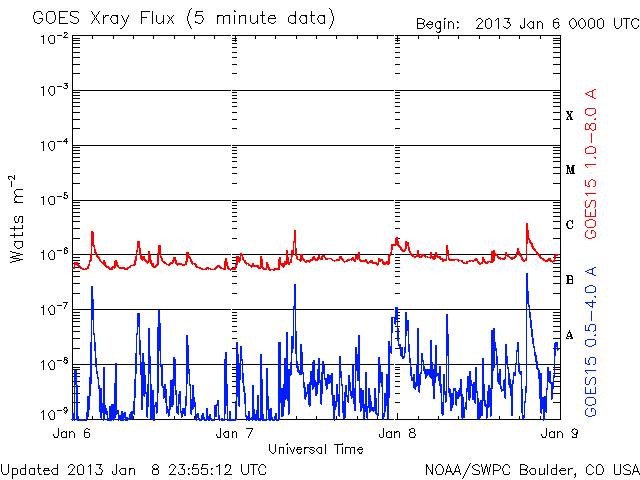 GOES Xray Flux (5 minute data)
Begin: 2013 Jan 6 0000 UTC
10⁻²
10⁻³
10⁻⁴
10⁻⁵
10⁻⁶
10⁻⁷
10⁻⁸
10⁻⁹
Watts m⁻²
X
M
C
B
A
GOES15 1.0-8.0 A
GOES15 0.5-4.0 A
Jan 6
Jan 7
Jan 8
Jan 9
Universal Time
Updated 2013 Jan 8 23:55:12 UTC
NOAA/SWPC Boulder, CO USA